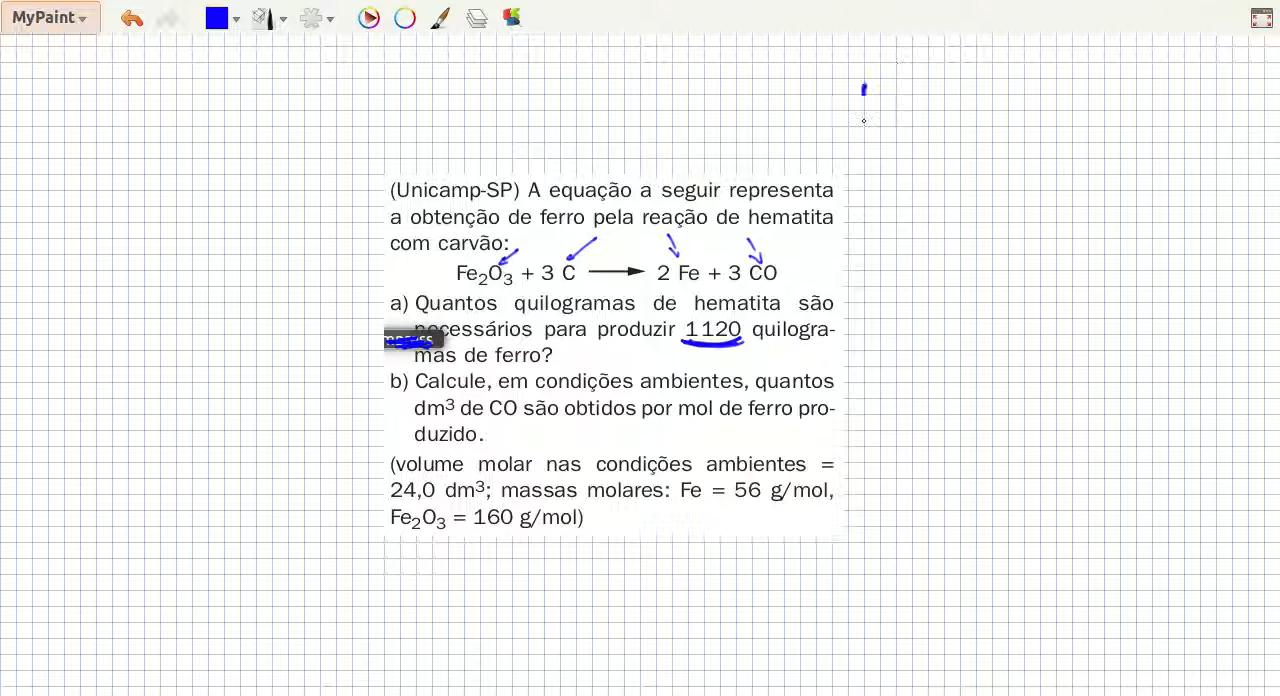 MyPaint
(Unicamp-SP) A equação a seguir representa
a obtenção de ferro pela reação de hematita
com carvão:
Fe₂O₃ + 3 C ⟶ 2 Fe + 3 CO
a) Quantos quilogramas de hematita são
necessários para produzir 1120 quilogra-
mas de ferro?
b) Calcule, em condições ambientes, quantos
dm³ de CO são obtidos por mol de ferro pro-
duzido.
(volume molar nas condições ambientes =
24,0 dm³; massas molares: Fe = 56 g/mol,
Fe₂O₃ = 160 g/mol)